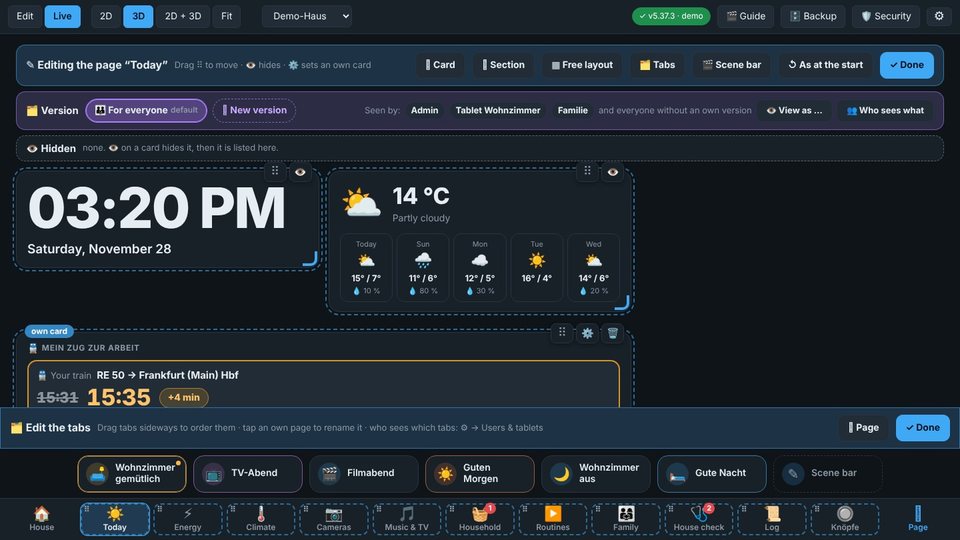 Edit Live 2D 3D 2D + 3D Fit Demo-Haus ✓ v5.37.3 · demo Guide Backup Security
✎ Editing the page “Today” Drag ⠿ to move · 👁 hides · ⚙ sets an own card Card Section Free layout Tabs Scene bar As at the start ✓ Done
Version For everyone default New version Seen by: Admin Tablet Wohnzimmer Familie and everyone without an own version View as ... Who sees what
Hidden none. 👁 on a card hides it, then it is listed here.
03:20 PM
Saturday, November 28
14 °C
Partly cloudy
Today Sun Mon Tue Wed
15° / 7° 11° / 6° 12° / 5° 16° / 4° 14° / 6°
10 % 80 % 30 % 20 %
own card
MEIN ZUG ZUR ARBEIT
Your train RE 50 → Frankfurt (Main) Hbf
15:31 15:35 +4 min
Edit the tabs Drag tabs sideways to order them · tap an own page to rename it · who sees which tabs: ⚙ → Users & tablets Page ✓ Done
Wohnzimmer gemütlich
TV-Abend
Filmabend
Guten Morgen
Wohnzimmer aus
Gute Nacht
Scene bar
House Today Energy Climate Cameras Music & TV Household 1 Routines Family House check 2 Log Knöpfe Page